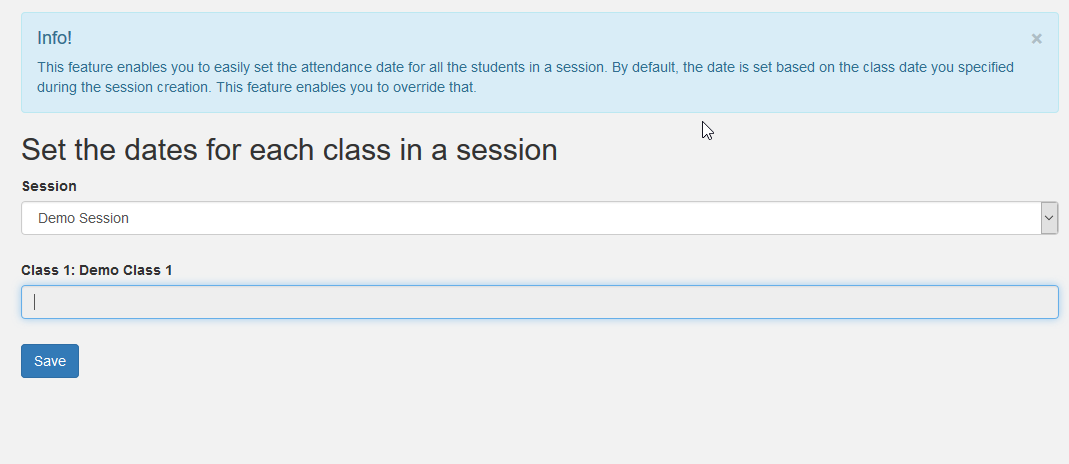 Info!
×
This feature enables you to easily set the attendance date for all the students in a session. By default, the date is set based on the class date you specified
during the session creation. This feature enables you to override that.
Set the dates for each class in a session
Session
Demo Session
Class 1: Demo Class 1
Save